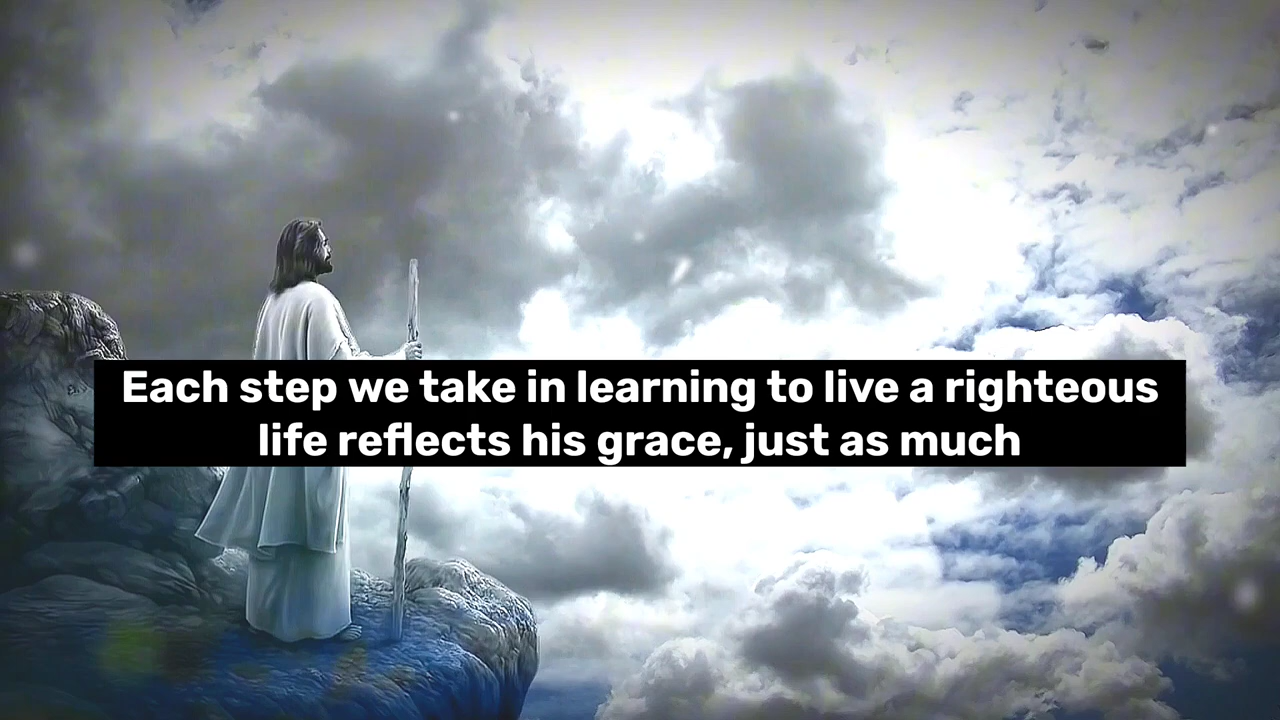 Each step we take in learning to live a righteous
life reflects his grace, just as much